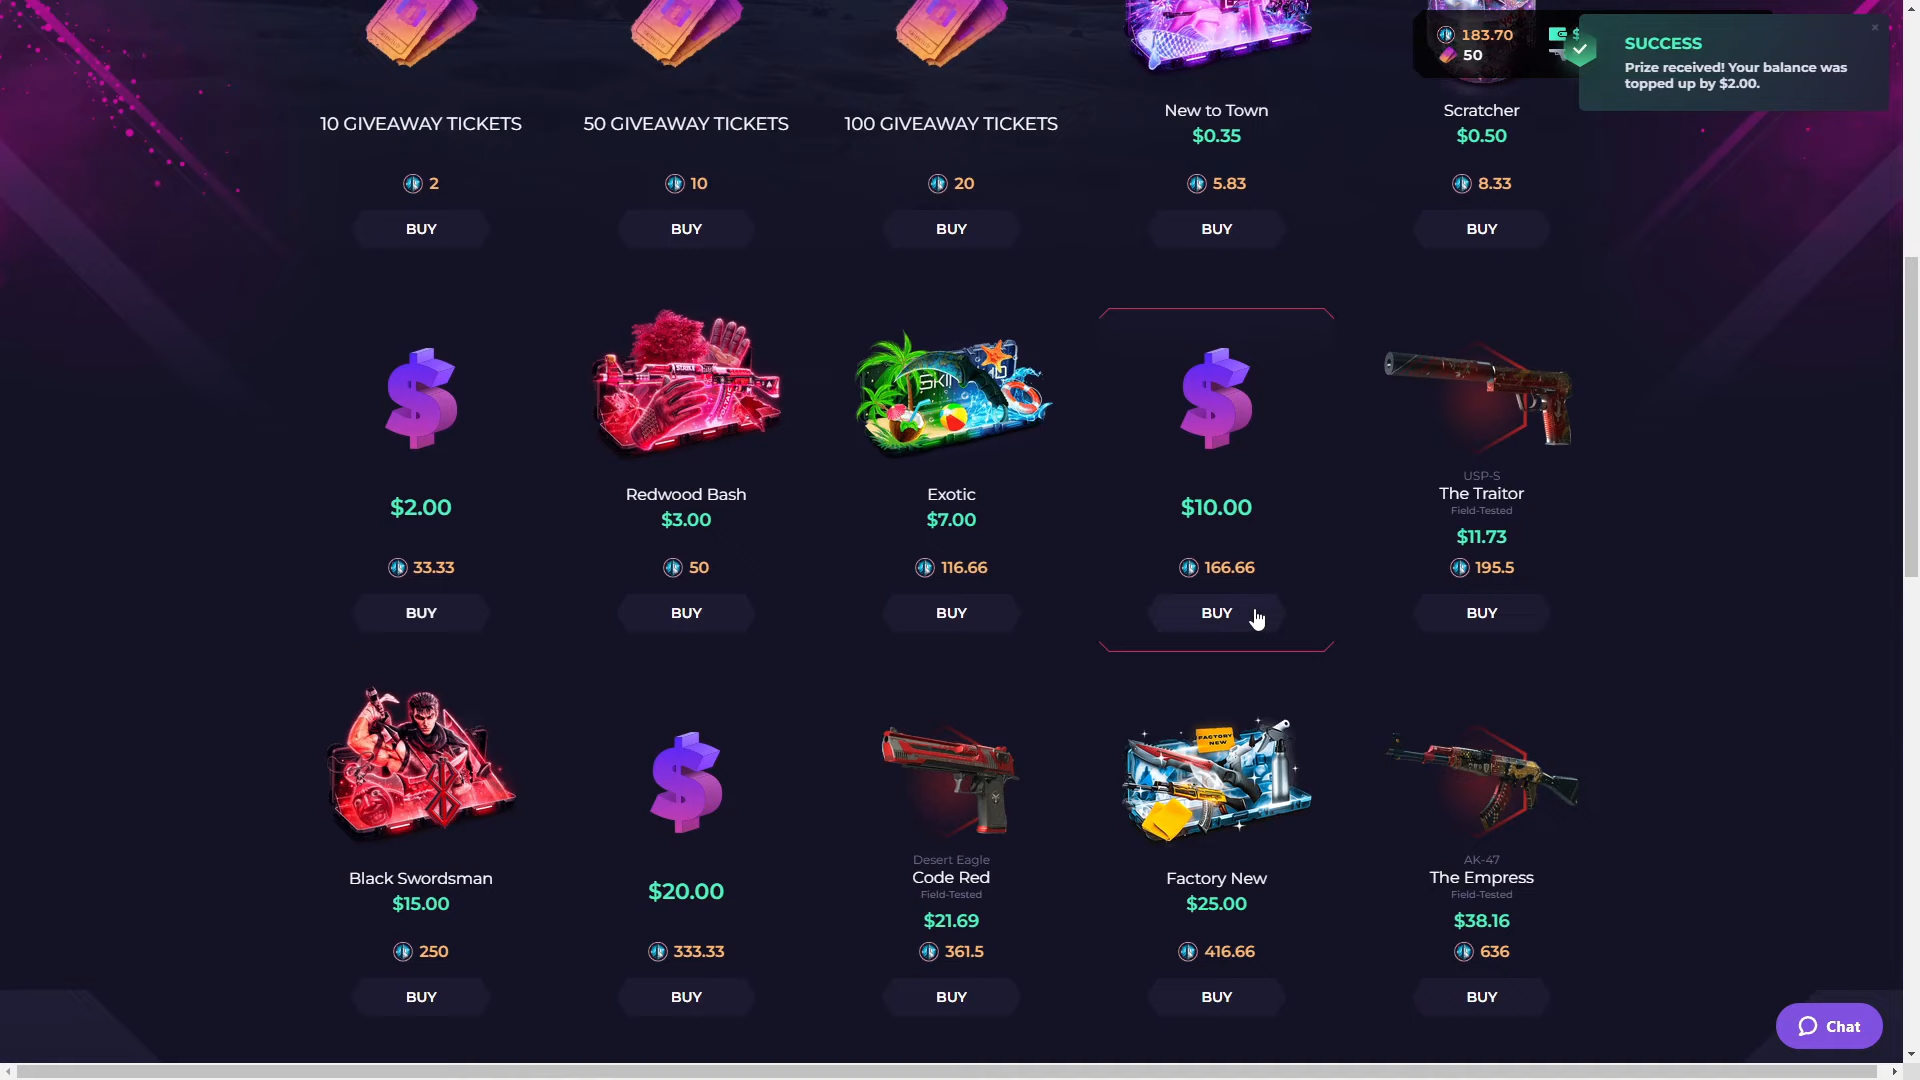 183.70
$
50
SUCCESS
Prize received! Your balance was
topped up by $2.00.
10 GIVEAWAY TICKETS
50 GIVEAWAY TICKETS
100 GIVEAWAY TICKETS
New to Town
$0.35
Scratcher
$0.50
2
10
20
5.83
8.33
BUY
BUY
BUY
BUY
BUY
STRIKE
SKIN
$2.00
Redwood Bash
$3.00
Exotic
$7.00
$10.00
USP-S
The Traitor
Field-Tested
$11.73
33.33
50
116.66
166.66
195.5
BUY
BUY
BUY
BUY
BUY
FACTORY
NEW
Black Swordsman
$15.00
$20.00
Desert Eagle
Code Red
Field-Tested
$21.69
Factory New
$25.00
AK-47
The Empress
Field-Tested
$38.16
250
333.33
361.5
416.66
636
BUY
BUY
BUY
BUY
BUY
Chat